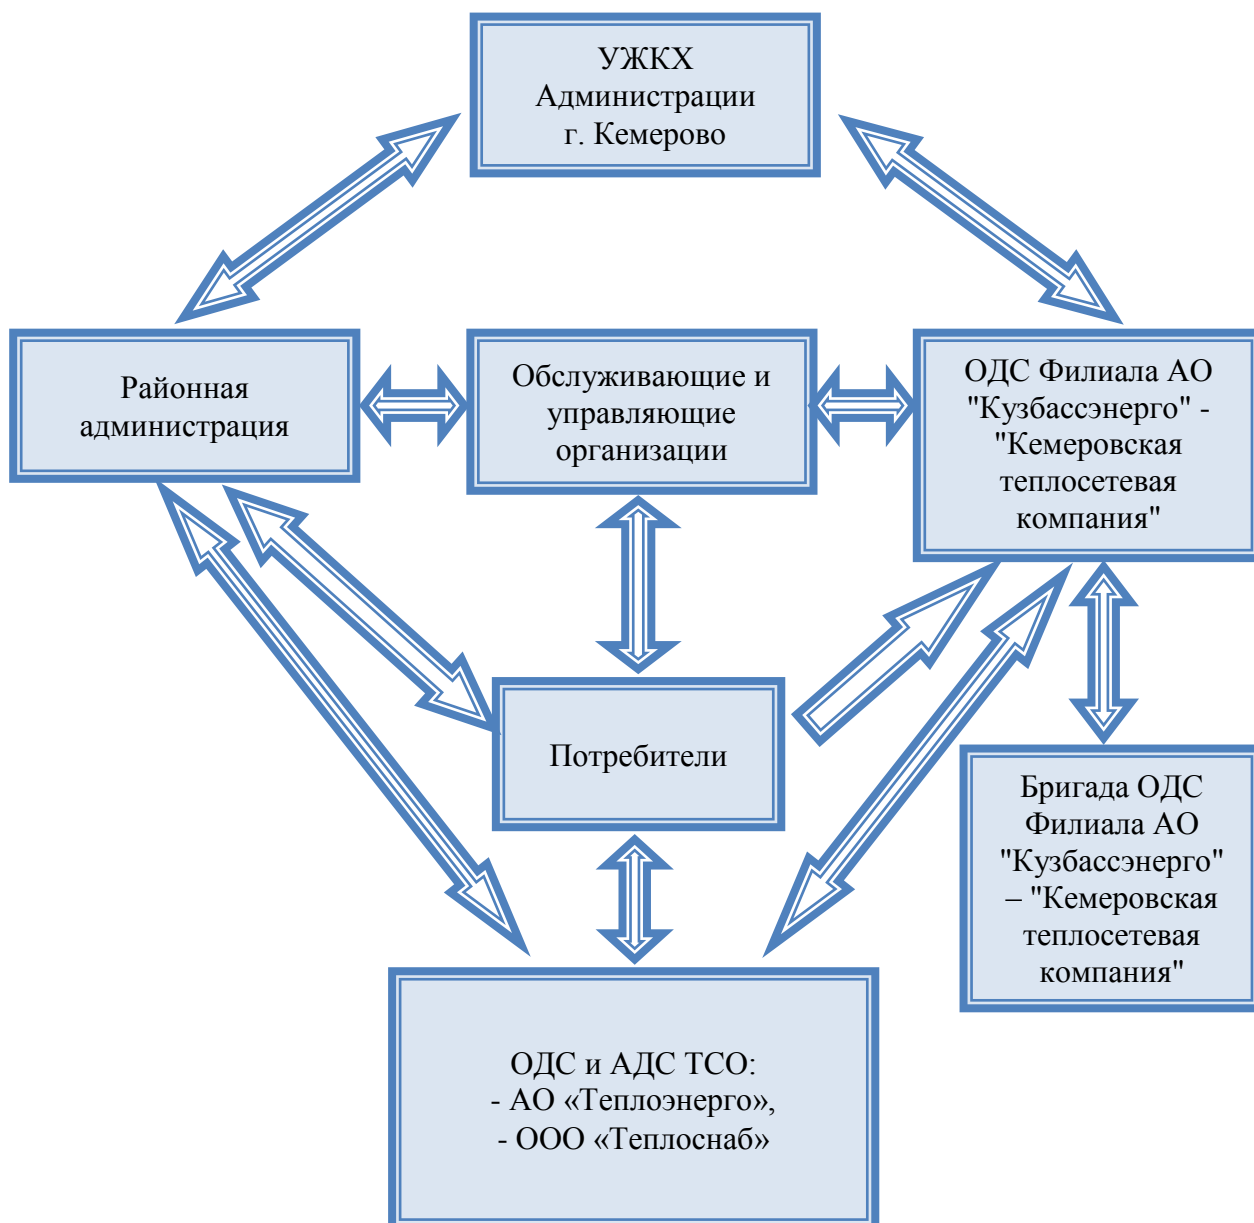 УЖКХ
Администрации
г. Кемерово
Районная
администрация
Обслуживающие и
управляющие
организации
ОДС Филиала АО
"Кузбассэнерго" -
"Кемеровская
теплосетевая
компания"
Потребители
Бригада ОДС
Филиала АО
"Кузбассэнерго"
– "Кемеровская
теплосетевая
компания"
ОДС и АДС ТСО:
- АО «Теплоэнерго»,
- ООО «Теплоснаб»